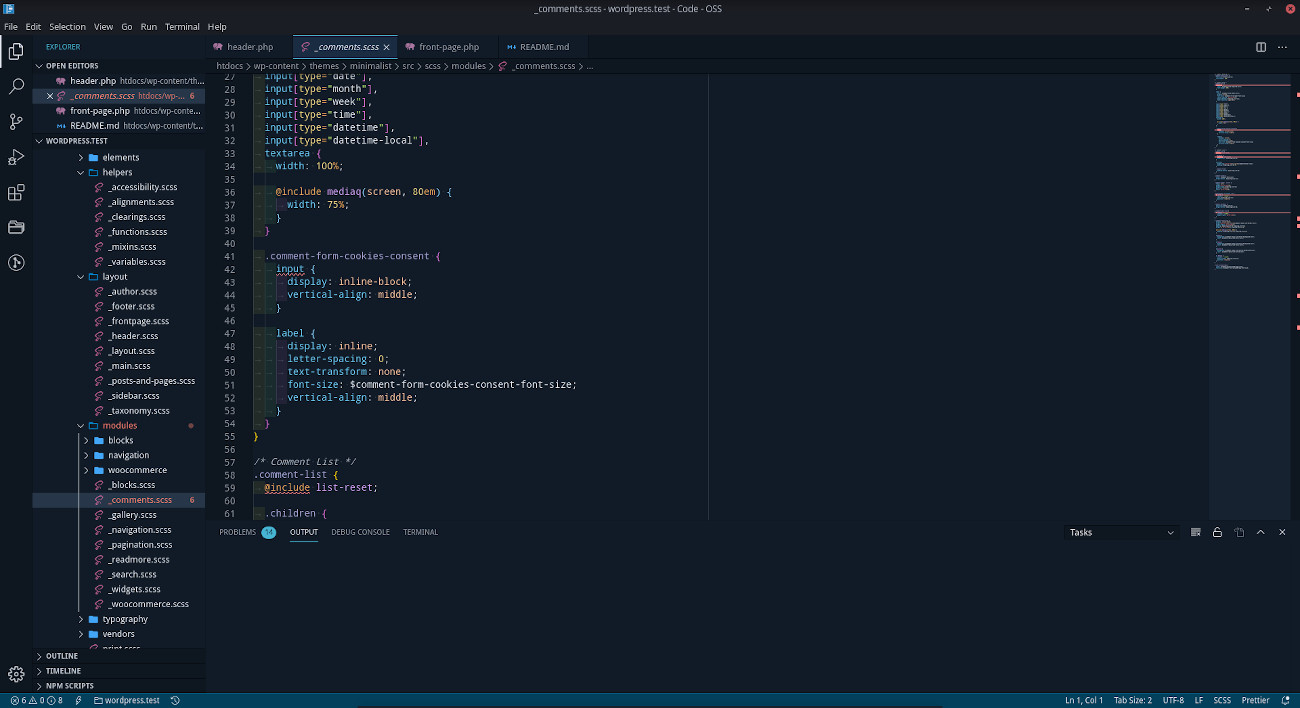 _comments.scss - wordpress.test - Code - OSS
File Edit Selection View Go Run Terminal Help
EXPLORER
OPEN EDITORS
header.php htdocs/wp-content/th...
_comments.scss htdocs/wp-... 6
front-page.php htdocs/wp-conte...
README.md htdocs/wp-content/t...
WORDPRESS.TEST
elements
helpers
_accessibility.scss
_alignments.scss
_clearings.scss
_functions.scss
_mixins.scss
_variables.scss
layout
_author.scss
_footer.scss
_frontpage.scss
_header.scss
_layout.scss
_main.scss
_posts-and-pages.scss
_sidebar.scss
_taxonomy.scss
modules
blocks
navigation
woocommerce
_blocks.scss
_comments.scss 6
_gallery.scss
_navigation.scss
_pagination.scss
_readmore.scss
_search.scss
_widgets.scss
_woocommerce.scss
typography
vendors
print.scss
OUTLINE
TIMELINE
NPM SCRIPTS
header.php _comments.scss front-page.php README.md
htdocs > wp-content > themes > minimalist > src > scss > modules > _comments.scss > ...
27 input[type="date"],
28 input[type="month"],
29 input[type="week"],
30 input[type="time"],
31 input[type="datetime"],
32 input[type="datetime-local"],
33 textarea {
34 width: 100%;
35
36 @include mediaq(screen, 80em) {
37 width: 75%;
38 }
39 }
40
41 .comment-form-cookies-consent {
42 input {
43 display: inline-block;
44 vertical-align: middle;
45 }
46
47 label {
48 display: inline;
49 letter-spacing: 0;
50 text-transform: none;
51 font-size: $comment-form-cookies-consent-font-size;
52 vertical-align: middle;
53 }
54 }
55 }
56
57 /* Comment List */
58 .comment-list {
59 @include list-reset;
60
61 .children {
PROBLEMS 14 OUTPUT DEBUG CONSOLE TERMINAL
Tasks
6 0 8 wordpress.test
Ln 1, Col 1 Tab Size: 2 UTF-8 LF SCSS Prettier